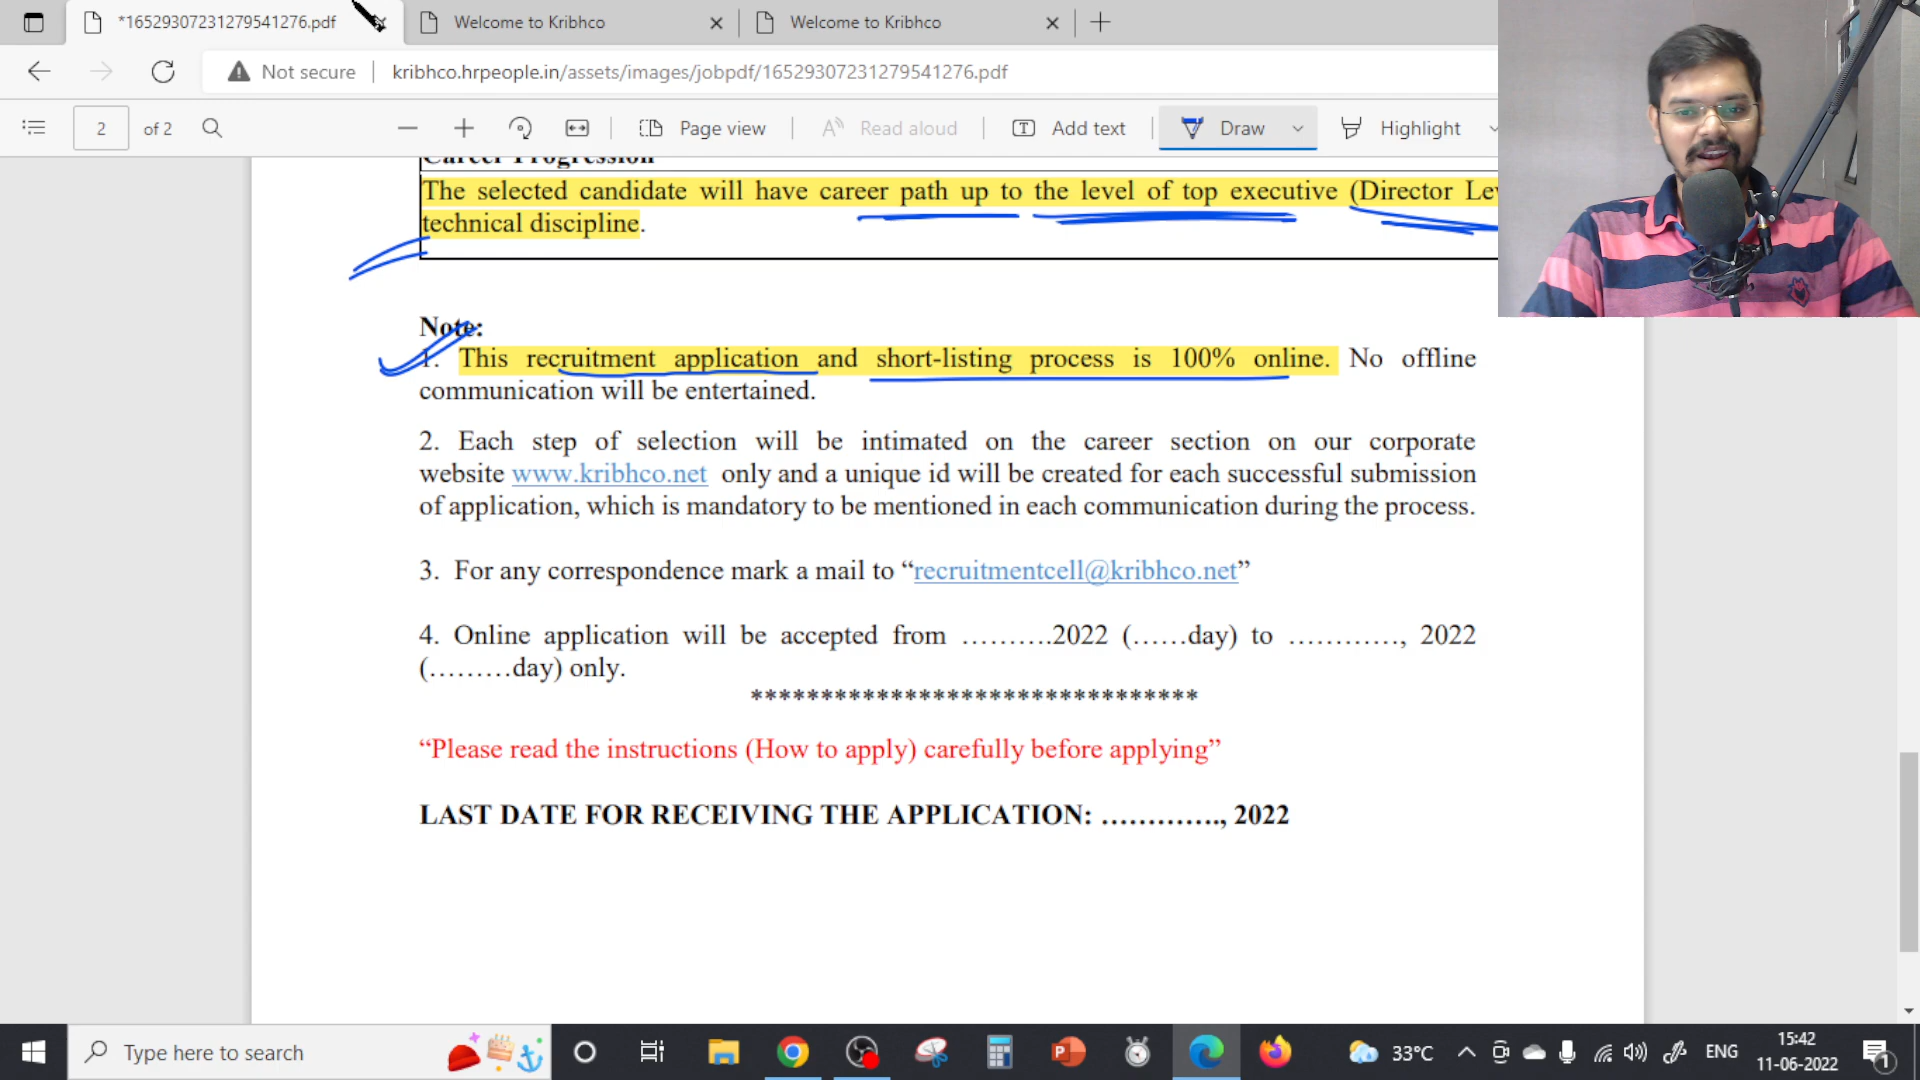 *16529307231279541276.pdf
Welcome to Kribhco
Welcome to Kribhco
Not secure
kribhco.hrpeople.in/assets/images/jobpdf/16529307231279541276.pdf
2 of 2
Page view
Read aloud
Add text
Draw
Highlight
Career Progression
The selected candidate will have career path up to the level of top executive (Director Lev
technical discipline.
Note:
1. This recruitment application and short-listing process is 100% online. No offline
communication will be entertained.
2. Each step of selection will be intimated on the career section on our corporate
website www.kribhco.net only and a unique id will be created for each successful submission
of application, which is mandatory to be mentioned in each communication during the process.
3. For any correspondence mark a mail to “recruitmentcell@kribhco.net”
4. Online application will be accepted from ……….2022 (……day) to …………, 2022
(………day) only.
********************************
“Please read the instructions (How to apply) carefully before applying”
LAST DATE FOR RECEIVING THE APPLICATION: …………., 2022
Type here to search
33°C
ENG
15:42
11-06-2022
1